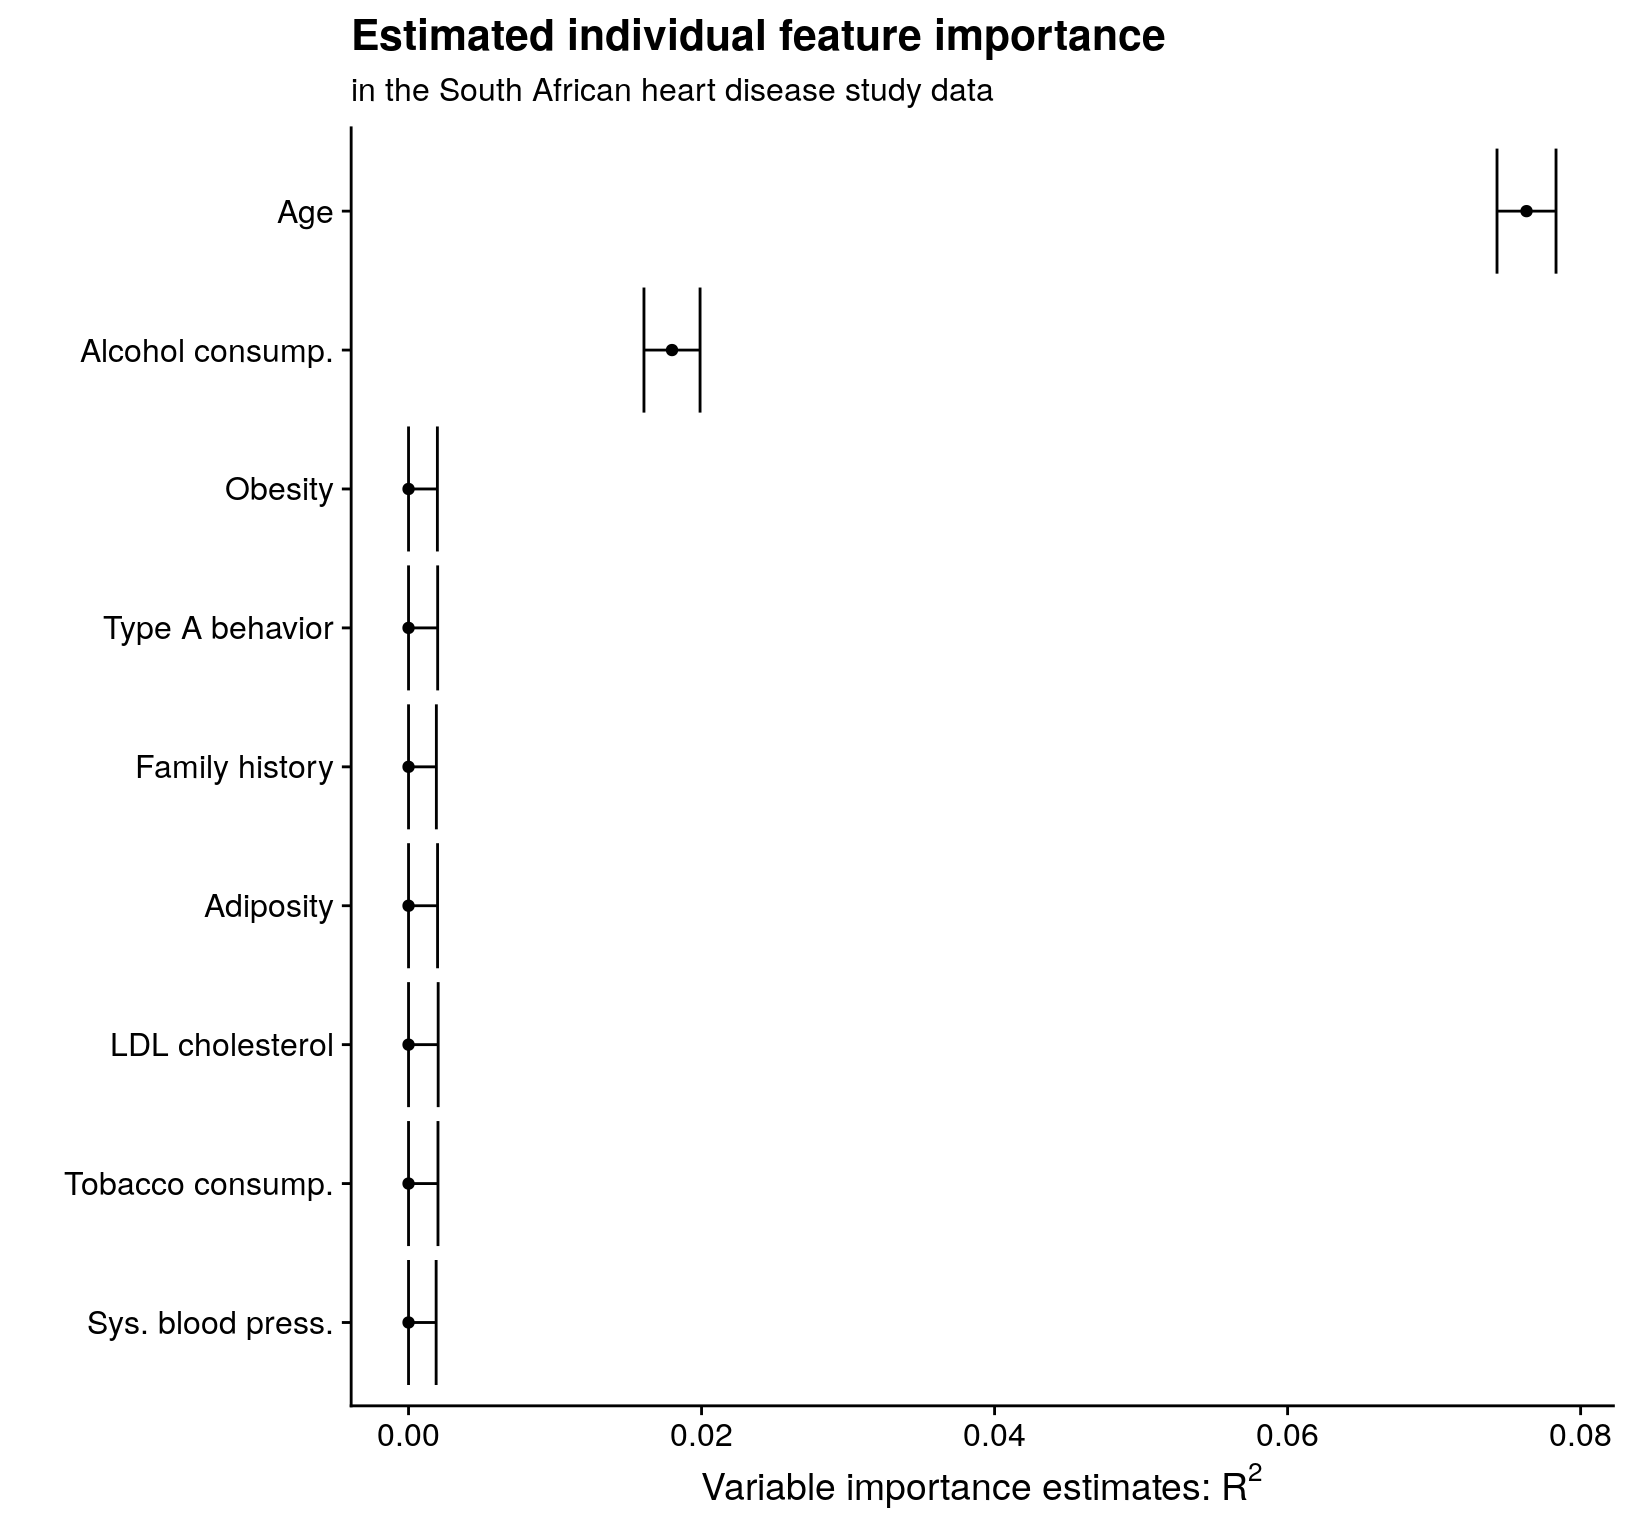 Estimated individual feature importance
in the South African heart disease study data
Age
Alcohol consump.
Obesity
Type A behavior
Family history
Adiposity
LDL cholesterol
Tobacco consump.
Sys. blood press.
0.00 0.02 0.04 0.06 0.08
Variable importance estimates: R²